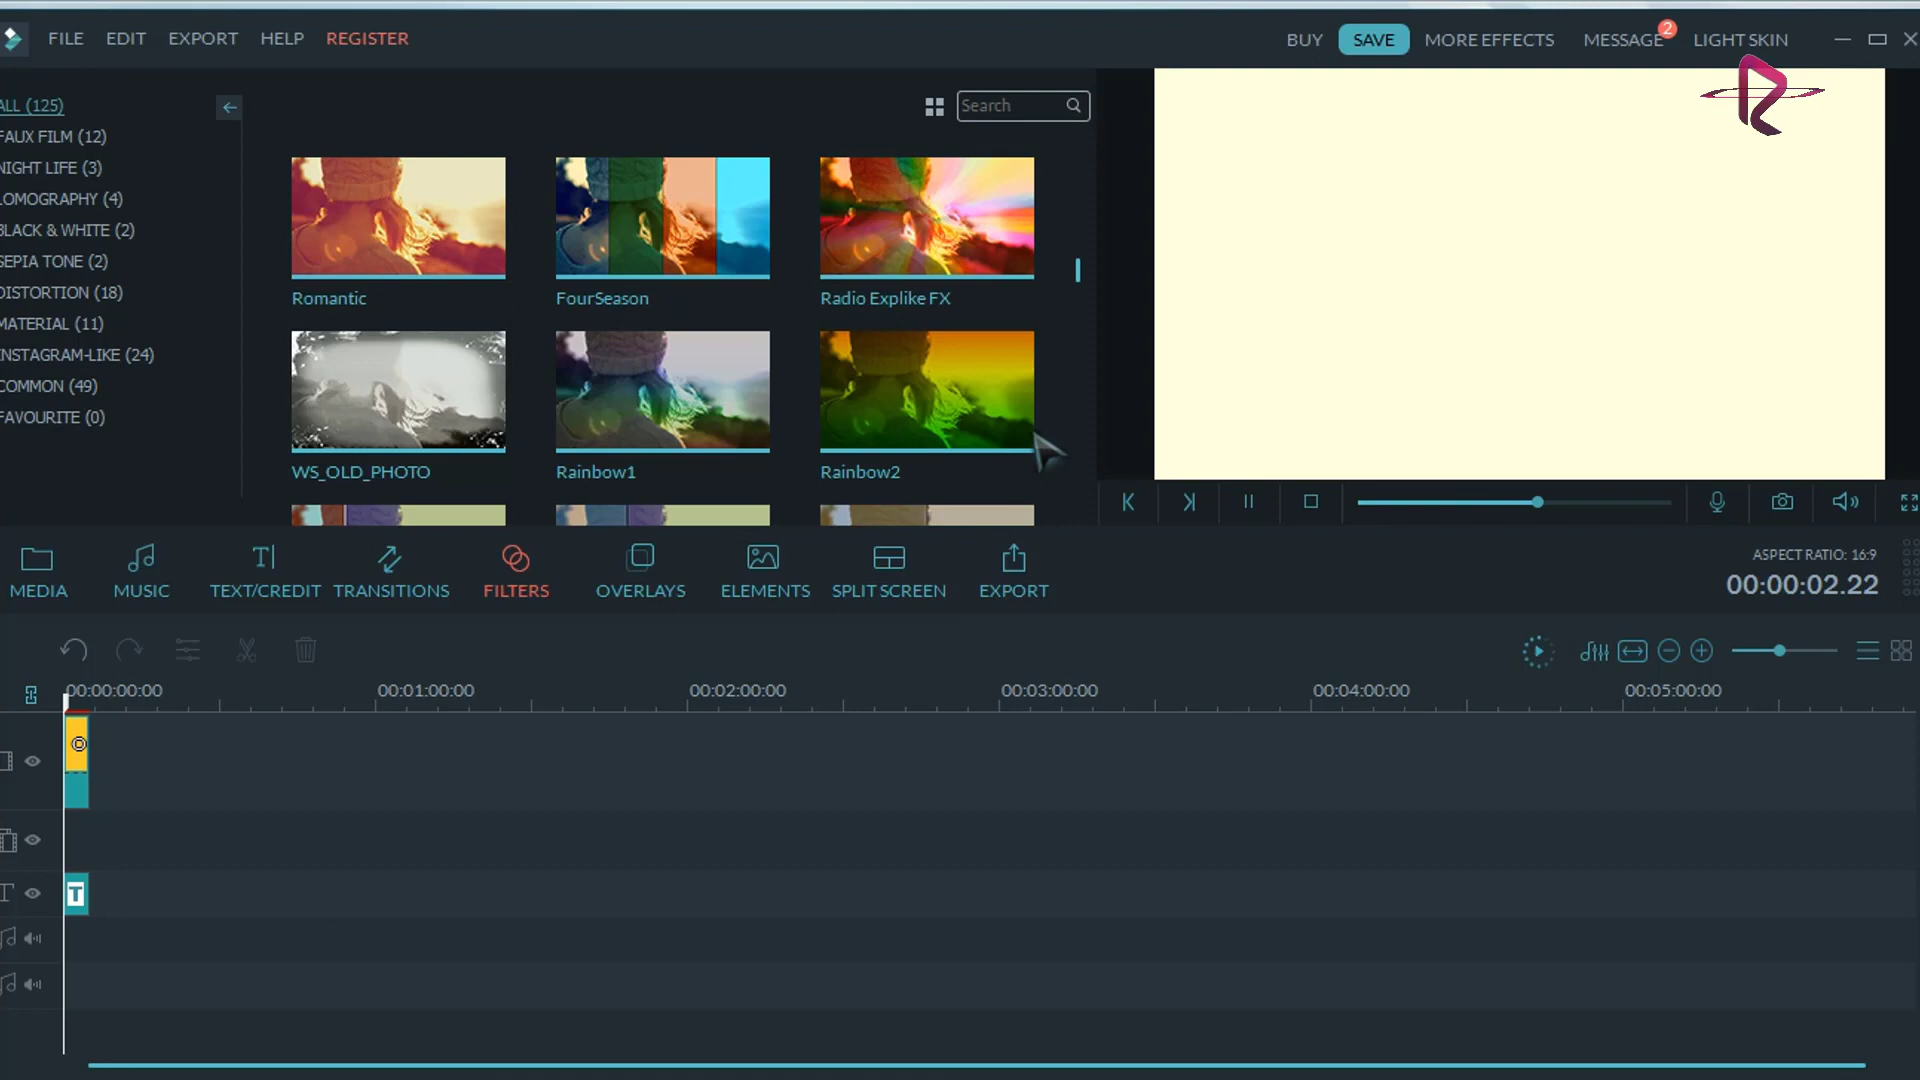 FILE EDIT EXPORT HELP REGISTER
BUY SAVE MORE EFFECTS MESSAGE 2 LIGHT SKIN
ALL (125)
FAUX FILM (12)
NIGHT LIFE (3)
LOMOGRAPHY (4)
BLACK & WHITE (2)
SEPIA TONE (2)
DISTORTION (18)
MATERIAL (11)
INSTAGRAM-LIKE (24)
COMMON (49)
FAVOURITE (0)
Search
Romantic FourSeason Radio Explike FX
WS_OLD_PHOTO Rainbow1 Rainbow2
MEDIA MUSIC TEXT/CREDIT TRANSITIONS FILTERS OVERLAYS ELEMENTS SPLIT SCREEN EXPORT
ASPECT RATIO: 16:9
00:00:02.22
00:00:00:00 00:01:00:00 00:02:00:00 00:03:00:00 00:04:00:00 00:05:00:00
T